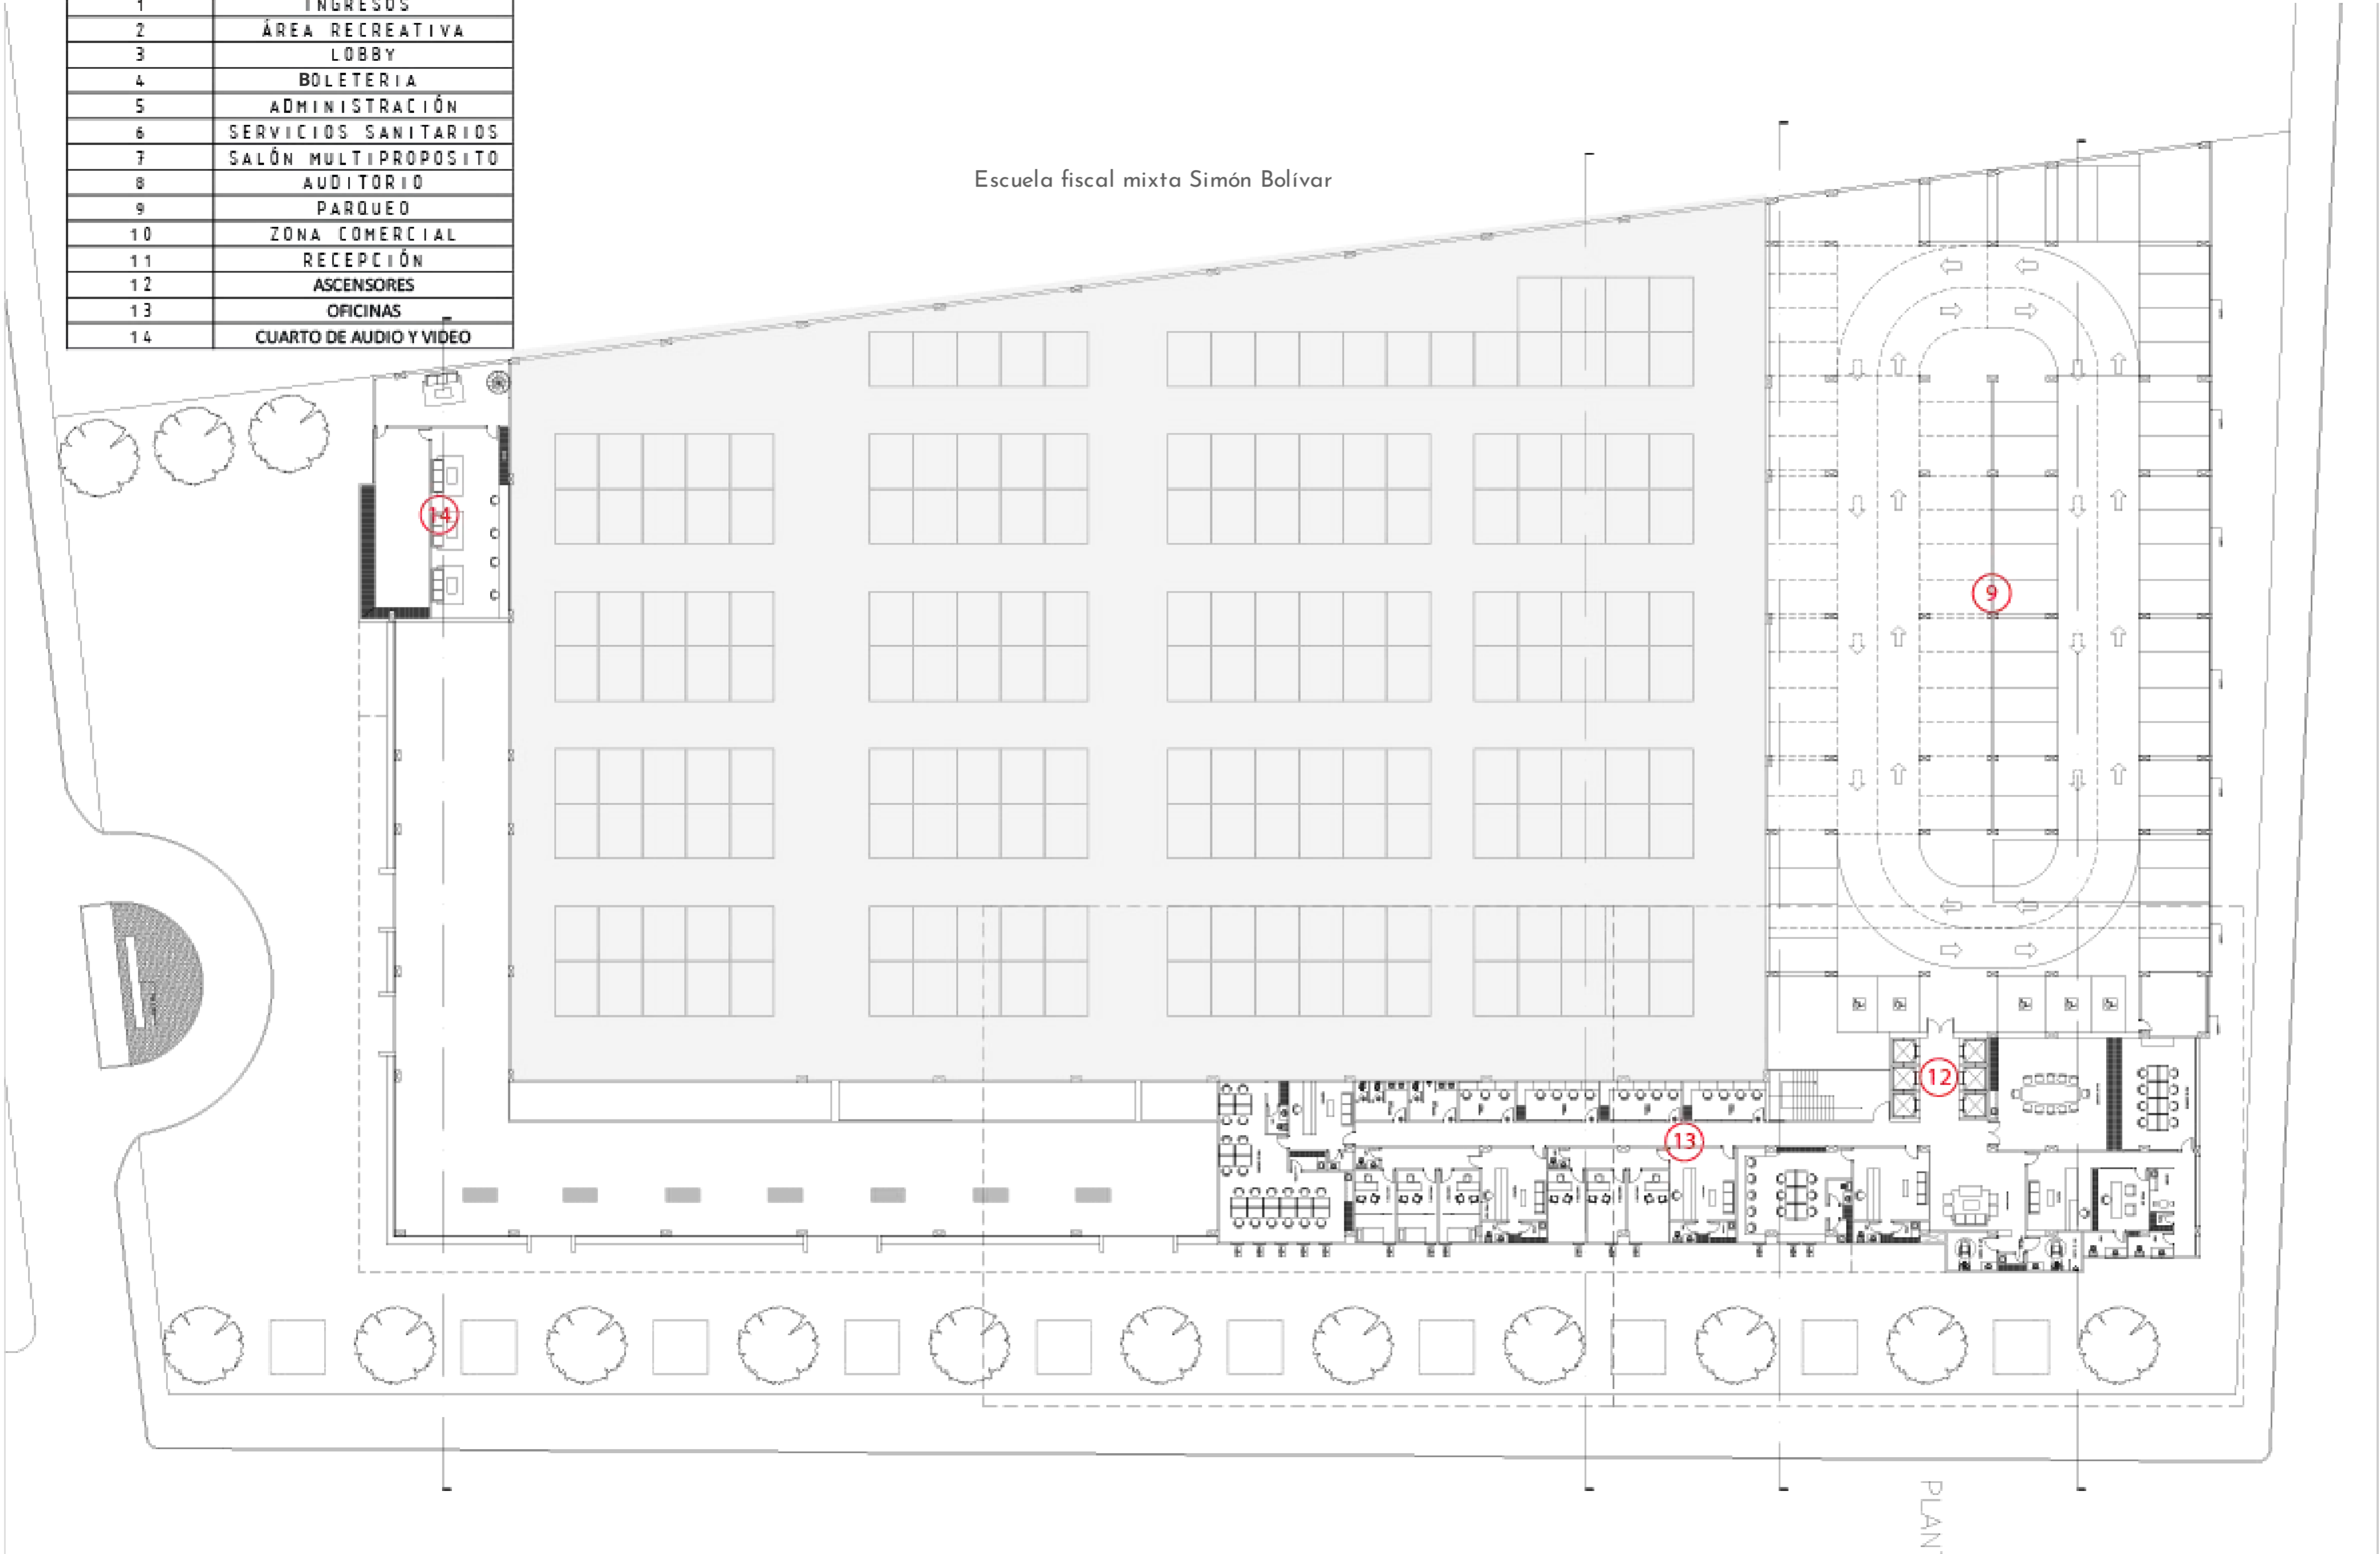 1 INGRESOS
2 ÁREA RECREATIVA
3 LOBBY
4 BOLETERIA
5 ADMINISTRACIÓN
6 SERVICIOS SANITARIOS
7 SALÓN MULTIPROPOSITO
8 AUDITORIO
9 PARQUEO
10 ZONA COMERCIAL
11 RECEPCIÓN
12 ASCENSORES
13 OFICINAS
14 CUARTO DE AUDIO Y VIDEO
Escuela fiscal mixta Simón Bolívar
14
9
12
13
PLAN